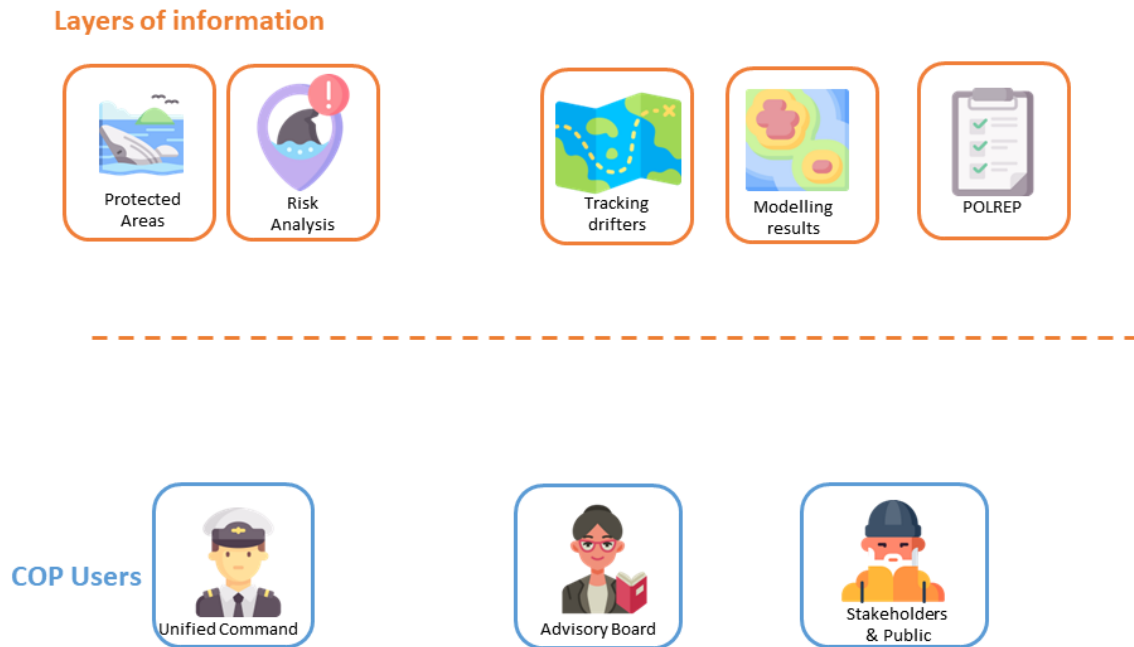 Layers of information
Protected
Areas
Risk
Analysis
Tracking
drifters
Modelling
results
POLREP
COP Users
Unified Command
Advisory Board
Stakeholders
& Public